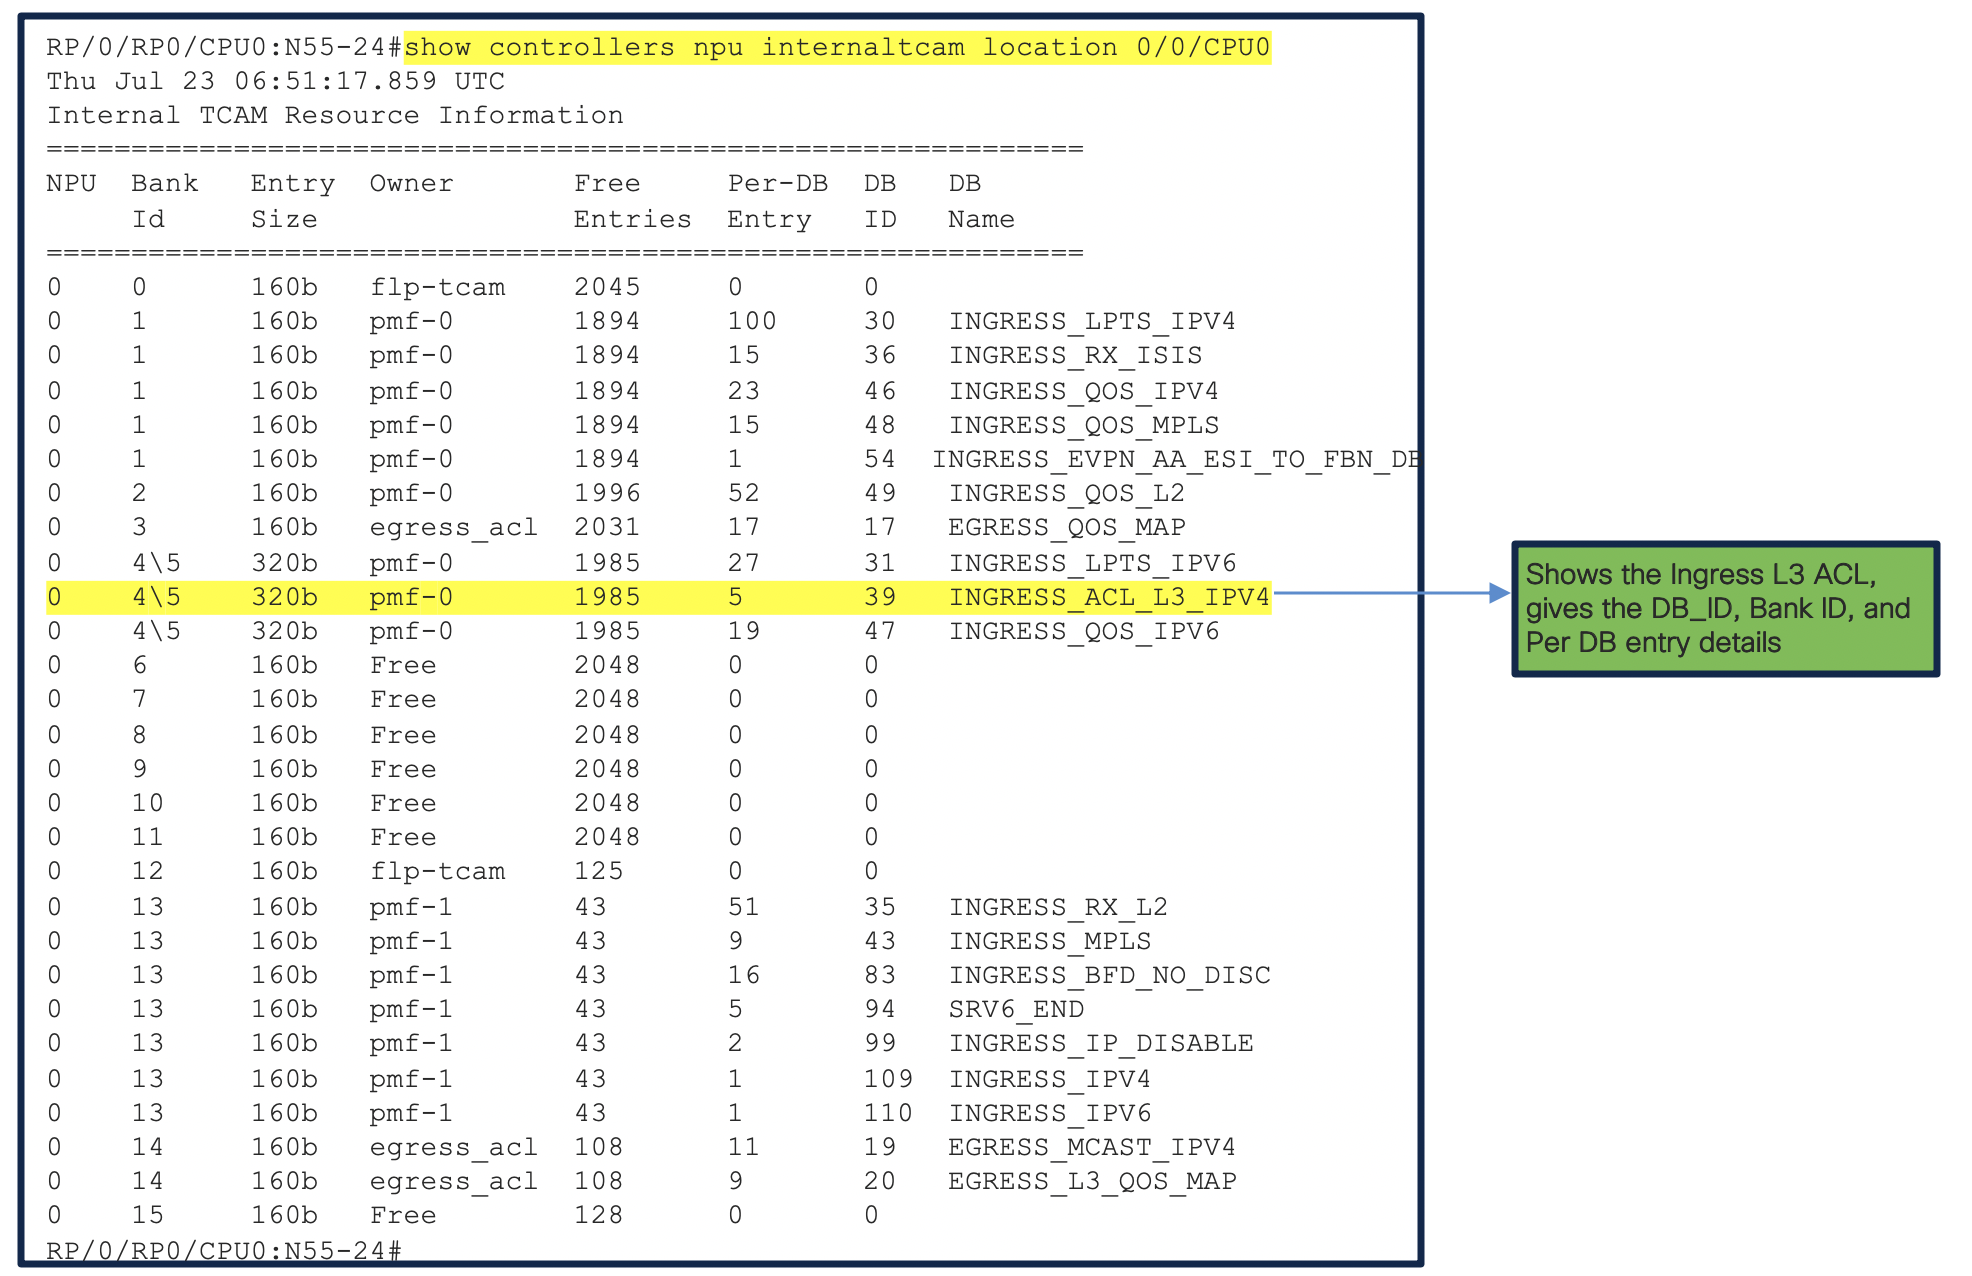 RP/0/RP0/CPU0:N55-24#show controllers npu internaltcam location 0/0/CPU0
Thu Jul 23 06:51:17.859 UTC
Internal TCAM Resource Information
=============================================================
NPU  Bank   Entry  Owner       Free     Per-DB  DB   DB
     Id     Size               Entries  Entry   ID   Name
=============================================================
0    0      160b   flp-tcam    2045     0       0
0    1      160b   pmf-0       1894     100     30   INGRESS_LPTS_IPV4
0    1      160b   pmf-0       1894     15      36   INGRESS_RX_ISIS
0    1      160b   pmf-0       1894     23      46   INGRESS_QOS_IPV4
0    1      160b   pmf-0       1894     15      48   INGRESS_QOS_MPLS
0    1      160b   pmf-0       1894     1       54  INGRESS_EVPN_AA_ESI_TO_FBN_DB
0    2      160b   pmf-0       1996     52      49   INGRESS_QOS_L2
0    3      160b   egress_acl  2031     17      17   EGRESS_QOS_MAP
0    4\5    320b   pmf-0       1985     27      31   INGRESS_LPTS_IPV6
0    4\5    320b   pmf-0       1985     5       39   INGRESS_ACL_L3_IPV4
0    4\5    320b   pmf-0       1985     19      47   INGRESS_QOS_IPV6
0    6      160b   Free        2048     0       0
0    7      160b   Free        2048     0       0
0    8      160b   Free        2048     0       0
0    9      160b   Free        2048     0       0
0    10     160b   Free        2048     0       0
0    11     160b   Free        2048     0       0
0    12     160b   flp-tcam    125      0       0
0    13     160b   pmf-1       43       51      35   INGRESS_RX_L2
0    13     160b   pmf-1       43       9       43   INGRESS_MPLS
0    13     160b   pmf-1       43       16      83   INGRESS_BFD_NO_DISC
0    13     160b   pmf-1       43       5       94   SRV6_END
0    13     160b   pmf-1       43       2       99   INGRESS_IP_DISABLE
0    13     160b   pmf-1       43       1       109  INGRESS_IPV4
0    13     160b   pmf-1       43       1       110  INGRESS_IPV6
0    14     160b   egress_acl  108      11      19   EGRESS_MCAST_IPV4
0    14     160b   egress_acl  108      9       20   EGRESS_L3_QOS_MAP
0    15     160b   Free        128      0       0
RP/0/RP0/CPU0:N55-24#
Shows the Ingress L3 ACL,
gives the DB_ID, Bank ID, and
Per DB entry details